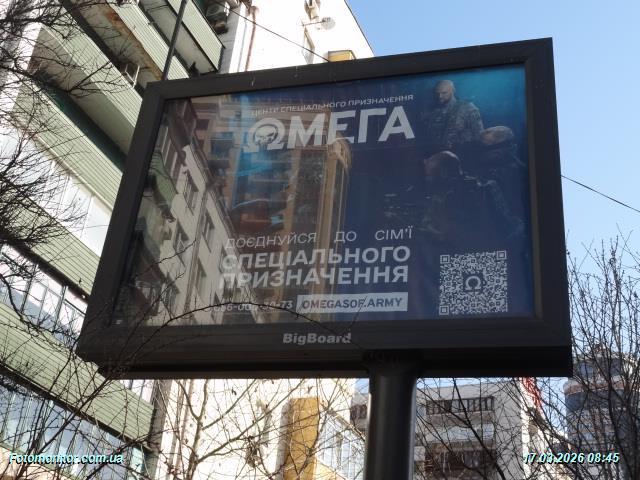 ЦЕНТР СПЕЦІАЛЬНОГО ПРИЗНАЧЕННЯ
ОМЕГА
ДОЄДНУЙСЯ ДО СІМ'Ї
СПЕЦІАЛЬНОГО
ПРИЗНАЧЕННЯ
OMEGASOF.ARMY
BigBoard
Fotomonitor.com.ua
17.03.2026 08:45